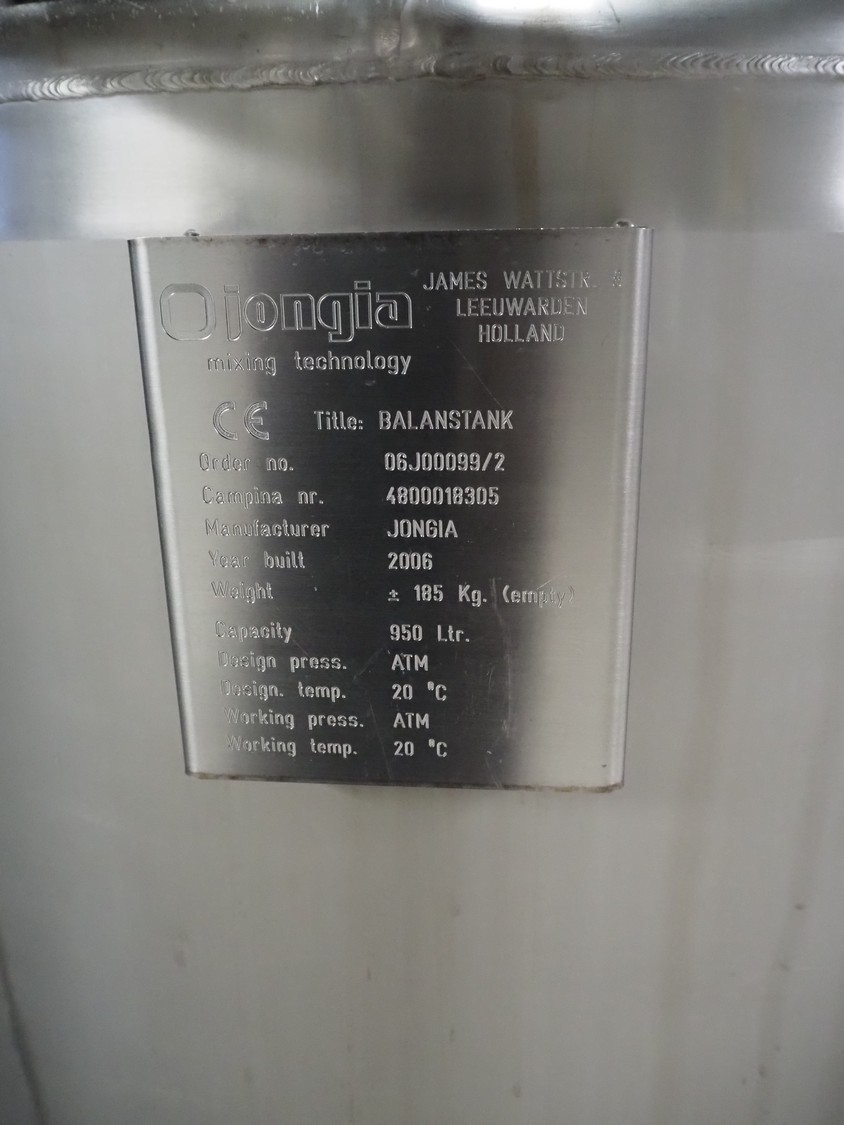 jongia
mixing technology
JAMES WATTSTR.
LEEUWARDEN
HOLLAND
CE Title: BALANSTANK
Order no. 06J00099/2
Campina nr. 4800018305
Manufacturer JONGIA
Year built 2006
Weight ± 185 Kg. (empty)
Capacity 950 Ltr.
Design press. ATM
Design. temp. 20 °C
Working press. ATM
Working temp. 20 °C